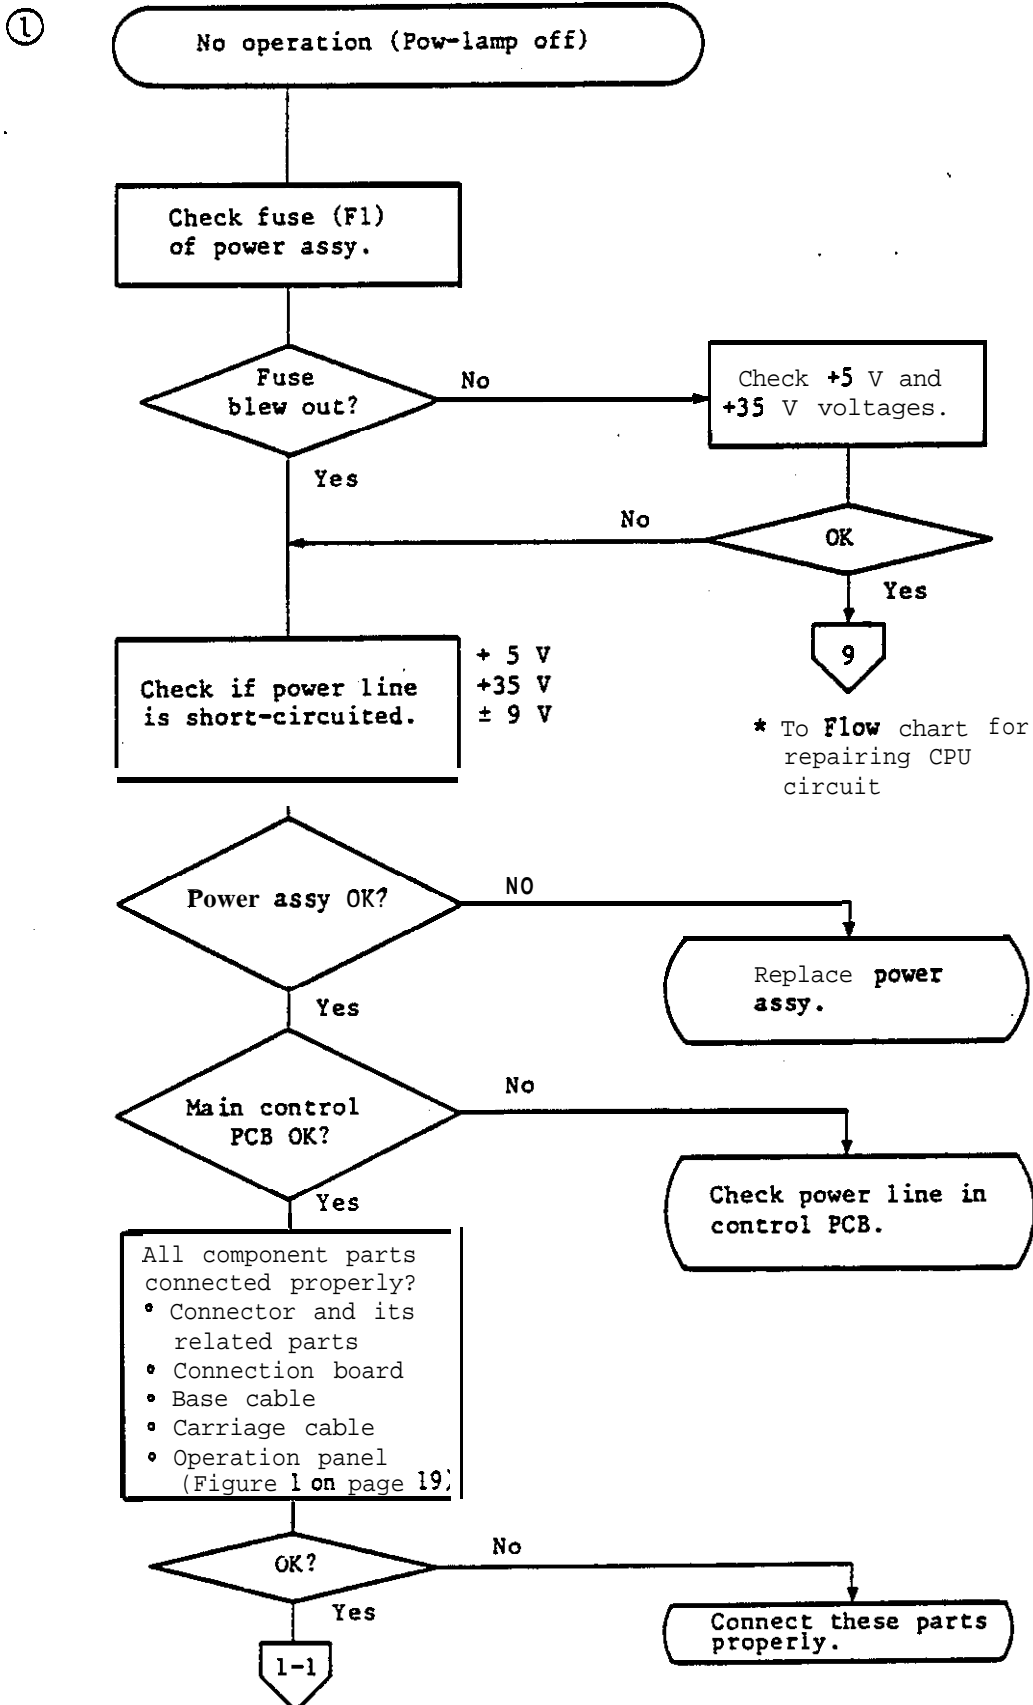 1
No operation (Pow-lamp off)
Check fuse (F1)
of power assy.
Fuse
blew out?
No
Yes
Check +5 V and
+35 V voltages.
OK
No
Yes
9
* To Flow chart for
repairing CPU
circuit
Check if power line
is short-circuited.
+ 5 V
+35 V
± 9 V
Power assy OK?
NO
Yes
Replace power
assy.
Main control
PCB OK?
No
Yes
Check power line in
control PCB.
All component parts
connected properly?
• Connector and its
related parts
• Connection board
• Base cable
• Carriage cable
• Operation panel
(Figure 1 on page 19)
OK?
No
Yes
Connect these parts
properly.
1-1